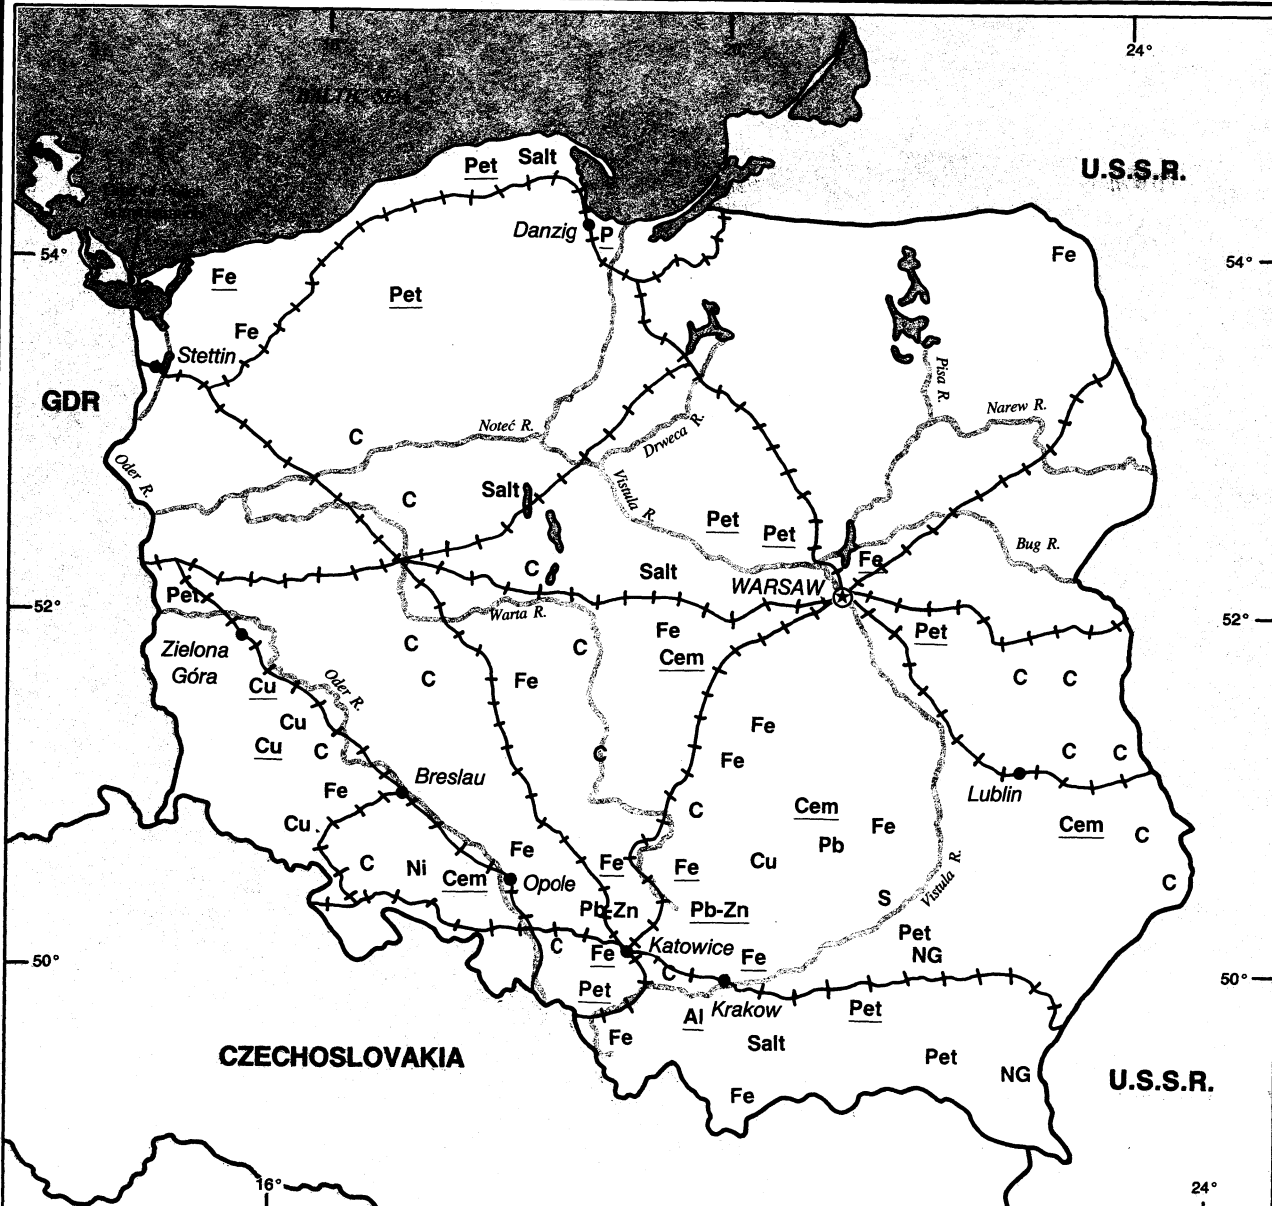 24°
BALTIC SEA
U.S.S.R.
Pet
Salt
Danzig
P
54°
Fe
54°
Fe
Pet
Fe
Stettin
GDR
Pisa R.
Narew R.
Noteć R.
C
Drweca R.
Oder R.
Salt
C
Vistula R.
Pet
Pet
Bug R.
Fe
C
Salt
WARSAW
Pet
52°
Warta R.
52°
Fe
Pet
Zielona
Góra
C
C
Cem
Cu
C
Fe
C
C
Oder R.
Cu
Cu
C
Fe
C
Fe
C
C
Breslau
Lublin
Fe
C
Cem
Cu
Fe
Cem
C
Pb
Fe
C
Ni
Cem
Opole
Fe
Fe
Cu
Vistula R.
C
Pb-Zn
Pb-Zn
S
C
Katowice
Pet
NG
Fe
Fe
50°
C
50°
Pet
Al
Krakow
Pet
Fe
Salt
CZECHOSLOVAKIA
Pet
NG
U.S.S.R.
Fe
16°
24°